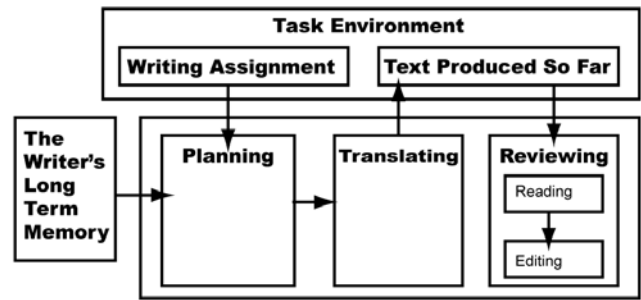 Task Environment
Writing Assignment
Text Produced So Far
The
Writer's
Long
Term
Memory
Planning
Translating
Reviewing
Reading
Editing